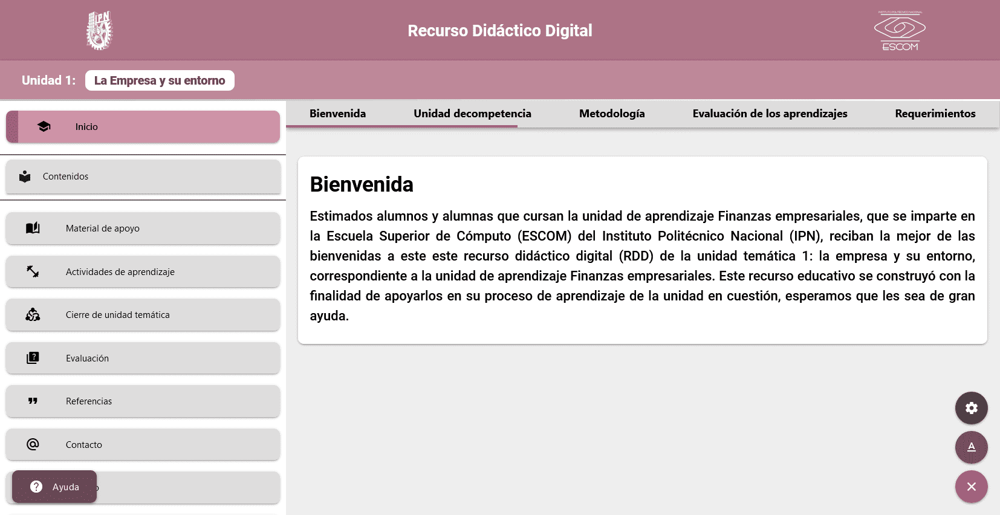 IPN
Recurso Didáctico Digital
INSTITUTO POLITÉCNICO NACIONAL
ESCOM
Unidad 1: La Empresa y su entorno
Inicio
Contenidos
Material de apoyo
Actividades de aprendizaje
Cierre de unidad temática
Evaluación
Referencias
Contacto
Ayuda
Bienvenida Unidad decompetencia Metodología Evaluación de los aprendizajes Requerimientos
Bienvenida
Estimados alumnos y alumnas que cursan la unidad de aprendizaje Finanzas empresariales, que se imparte en
la Escuela Superior de Cómputo (ESCOM) del Instituto Politécnico Nacional (IPN), reciban la mejor de las
bienvenidas a este este recurso didáctico digital (RDD) de la unidad temática 1: la empresa y su entorno,
correspondiente a la unidad de aprendizaje Finanzas empresariales. Este recurso educativo se construyó con la
finalidad de apoyarlos en su proceso de aprendizaje de la unidad en cuestión, esperamos que les sea de gran
ayuda.